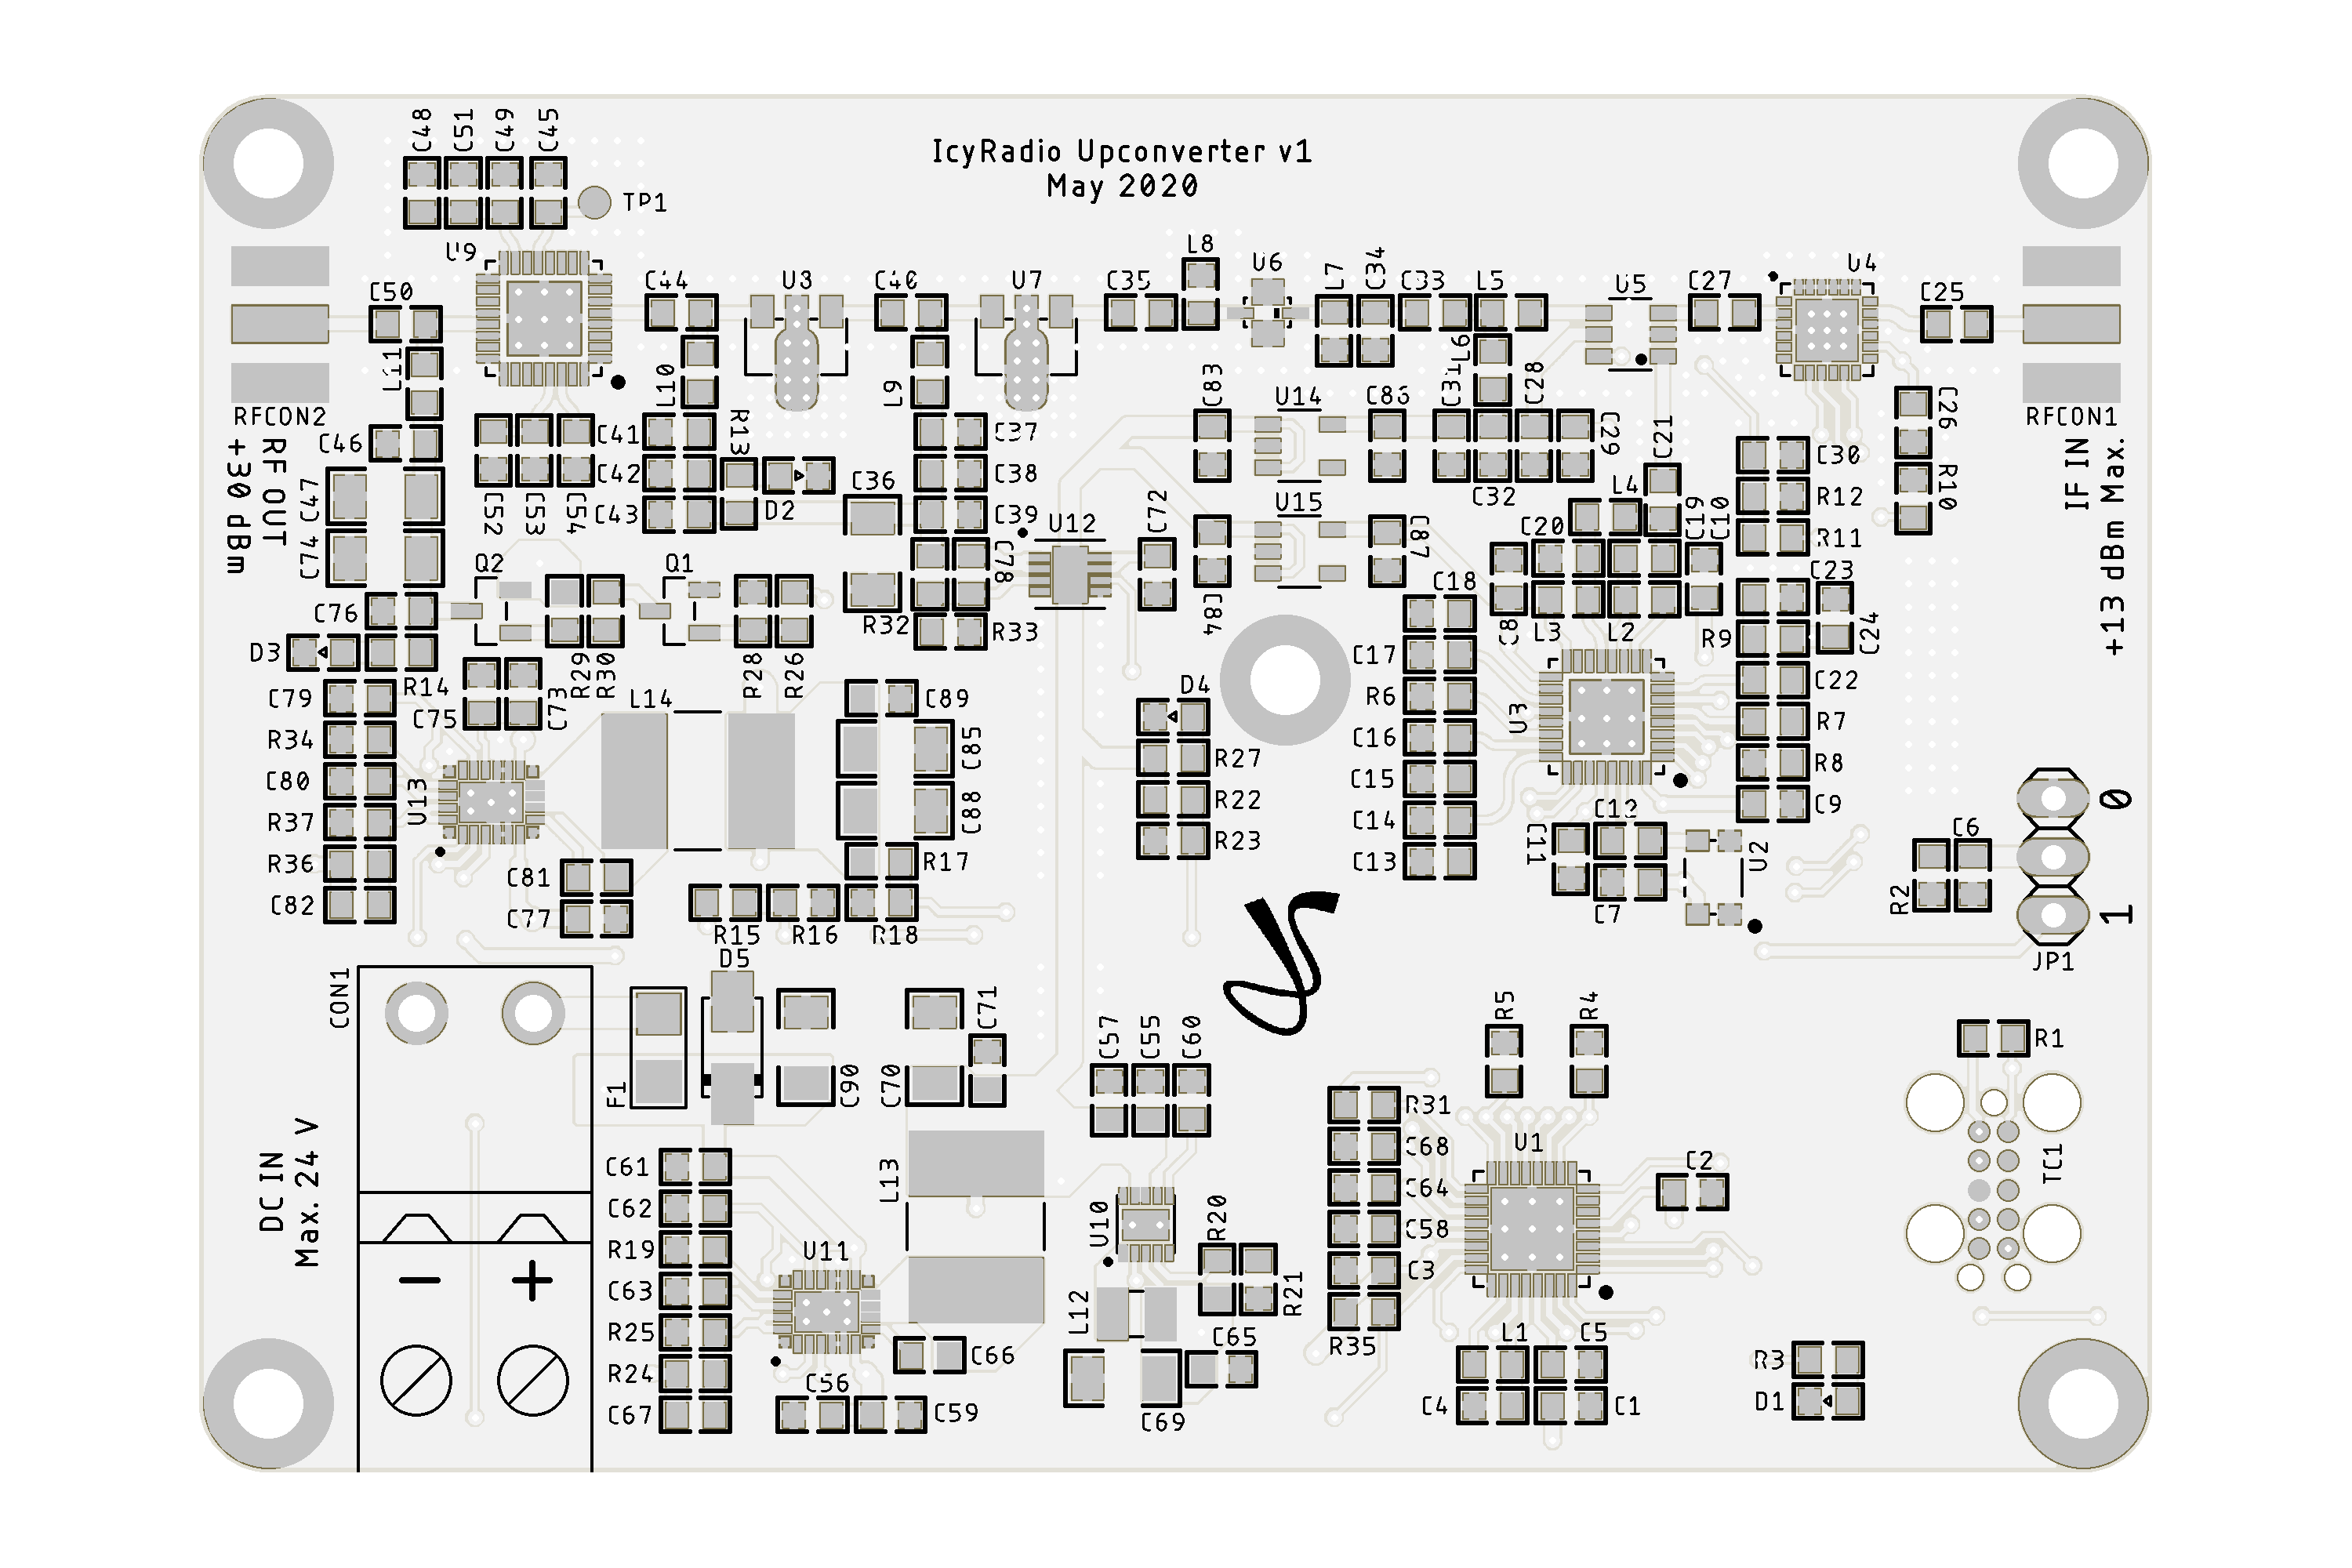 IcyRadio Upconverter v1
May 2020
C48
C51
C49
C45
TP1
U9
C50
L11
RFCON2
RF OUT
+30 dBm
C46
C47
C74
C52
C53
C54
C44
L10
C41
C42
C43
R13
D2
U3
C40
L9
U7
C37
C38
C39
C36
C35
L8
U6
L7
C34
C33
L5
L6
U5
C27
U4
C25
RFCON1
IF IN
+13 dBm Max.
C26
R10
C83
U14
C86
C31
C28
C29
C32
C21
L4
C30
R12
R11
C72
U12
U15
C87
C84
C78
R32
R33
C20
C19
C10
C8
L3
L2
C23
C24
R9
C18
C17
R6
C16
C15
C14
C13
U3
C22
R7
R8
C9
C12
C11
C7
U2
Q2
Q1
C76
D3
R14
R29
R30
R28
R26
C79
R34
C80
R37
R36
C82
C75
C73
U13
L14
C89
C85
C88
R17
C81
C77
R15
R16
R18
D4
R27
R22
R23
C6
R2
0
1
JP1
CON1
DC IN
Max. 24 V
−
+
F1
D5
C90
C70
C71
C57
C55
C60
R5
R4
R1
TC1
C61
C62
R19
C63
R25
R24
C67
U11
L13
C66
C56
C59
U10
R20
R21
L12
C65
C69
R31
C68
C64
C58
C3
R35
U1
C2
L1
C5
C4
C1
R3
D1